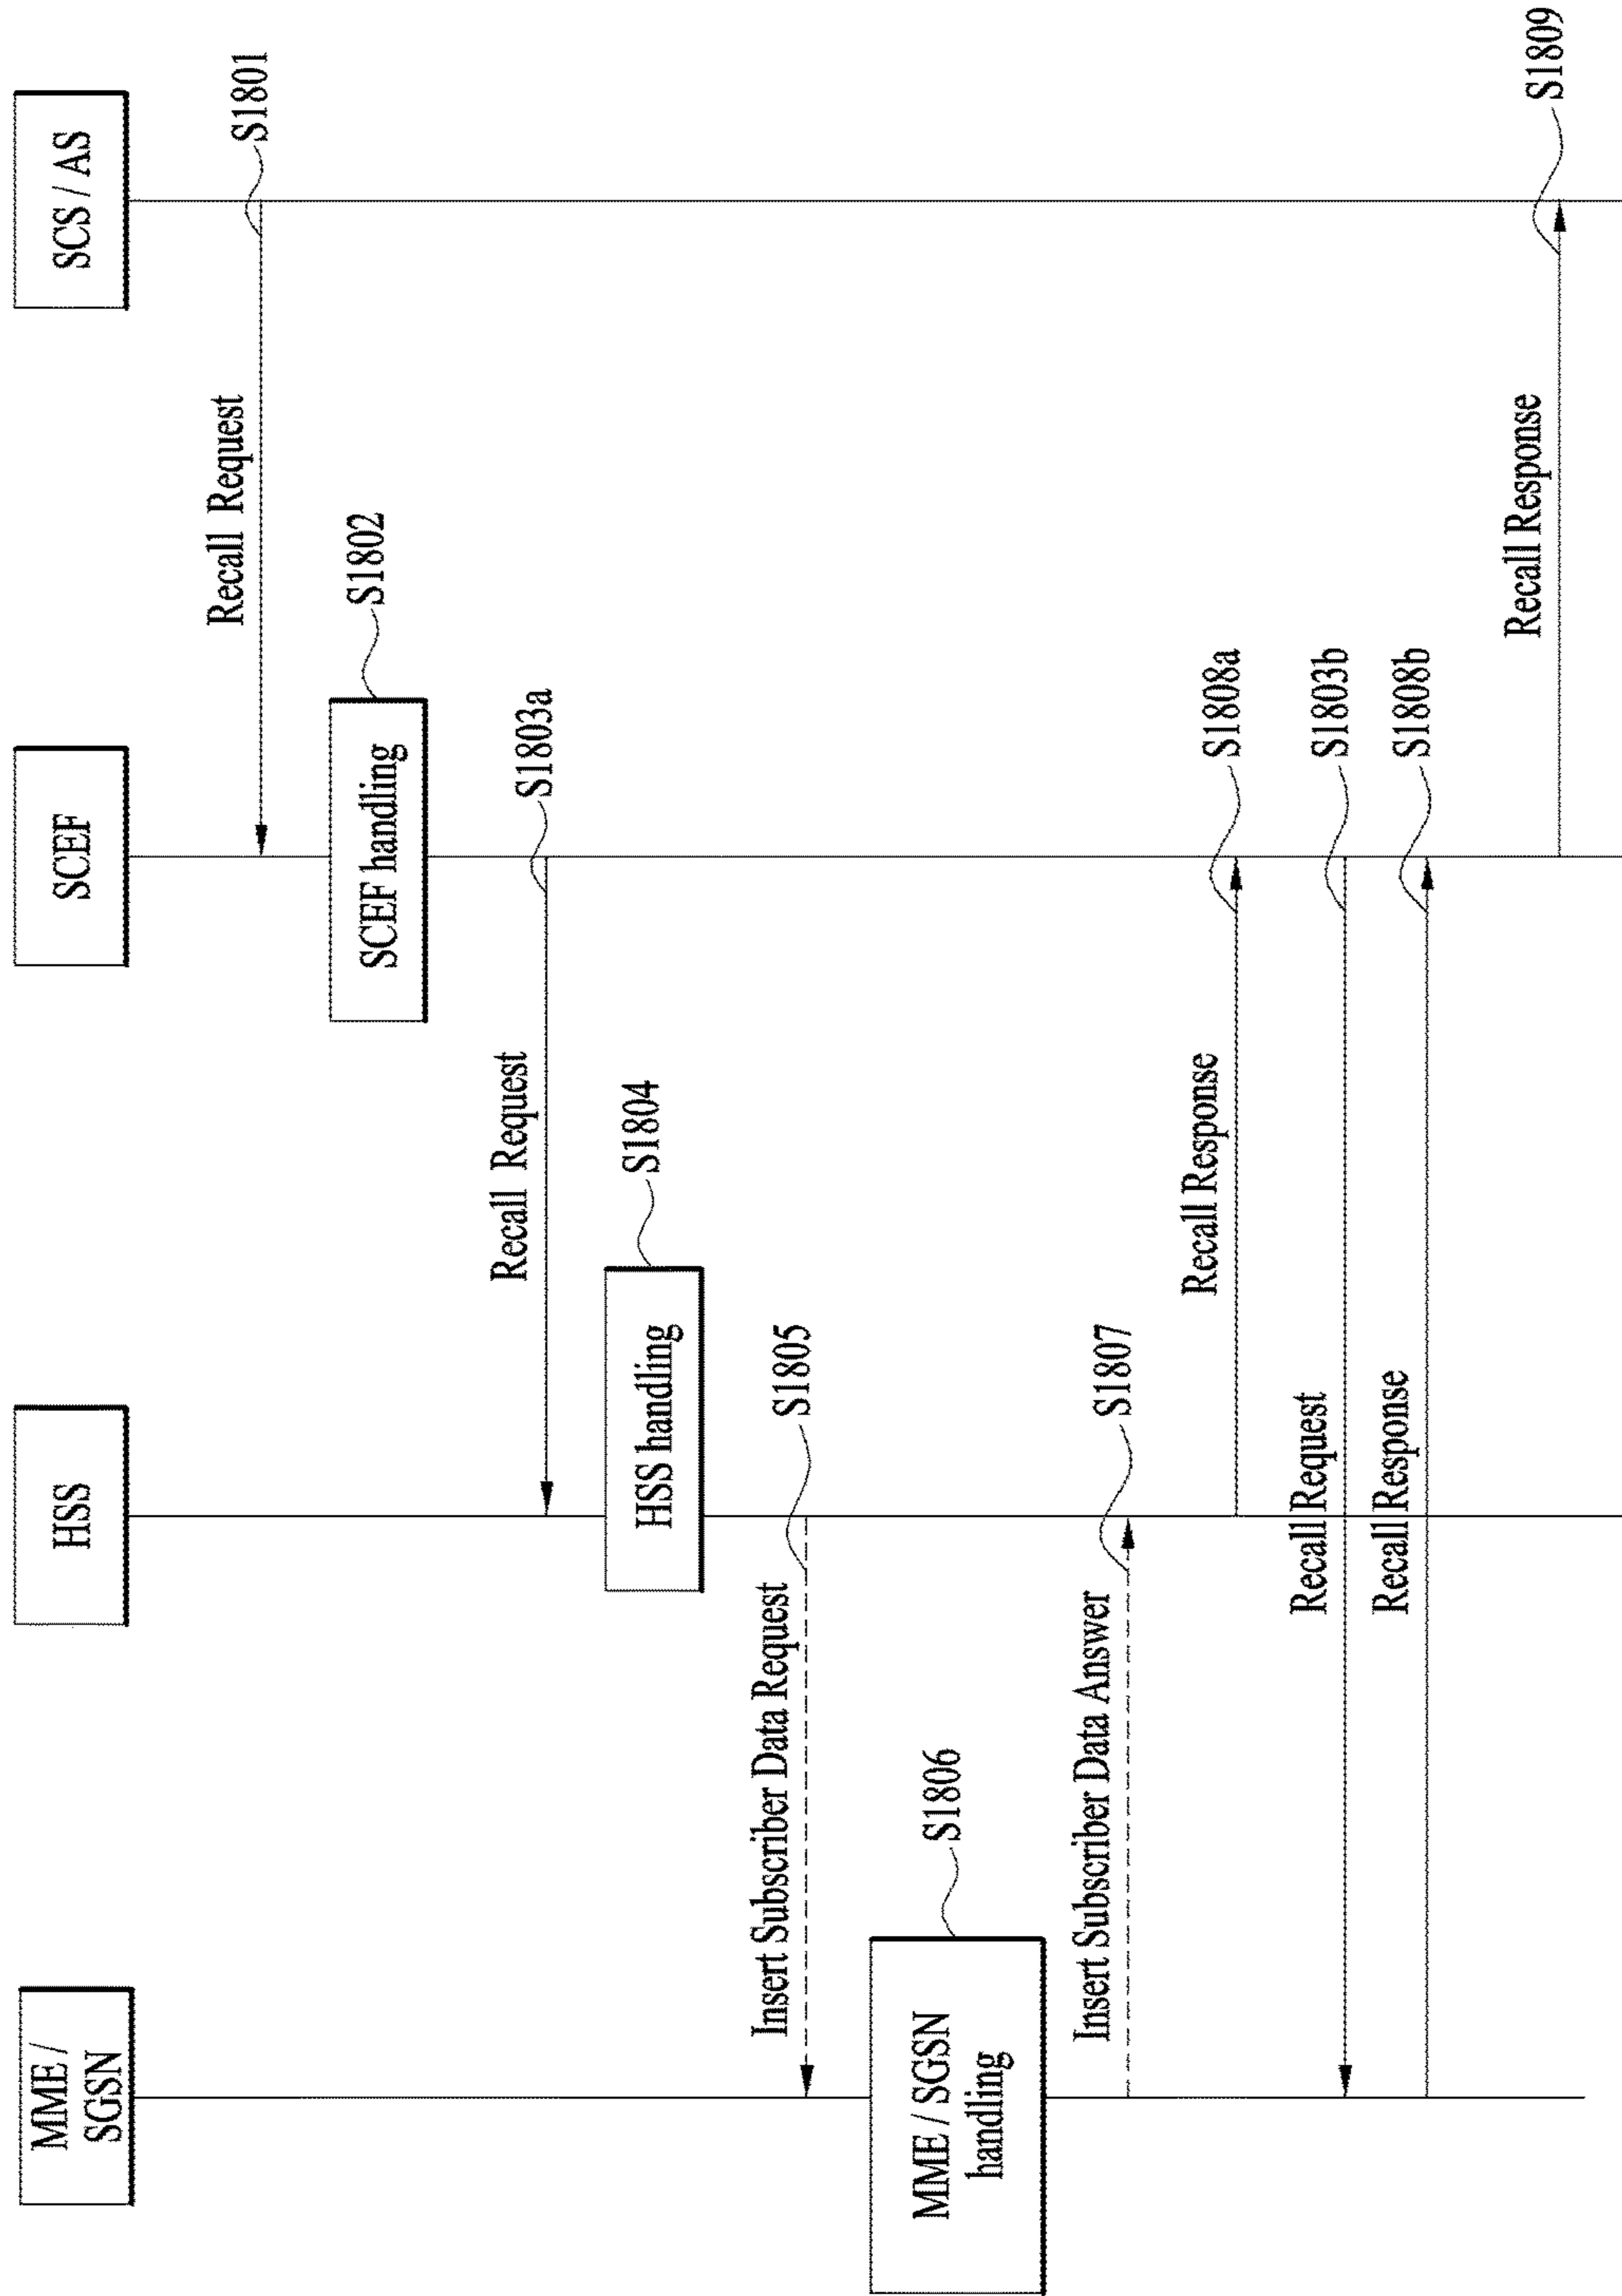 MME /
SGSN
HSS
SCEF
SCS / AS
Recall Request
S1801
SCEF handling
S1802
Recall Request
S1803a
HSS handling
S1804
Insert Subscriber Data Request
S1805
MME / SGSN
handling
S1806
Insert Subscriber Data Answer
S1807
Recall Response
S1808a
Recall Request
S1803b
Recall Response
S1808b
Recall Response
S1809